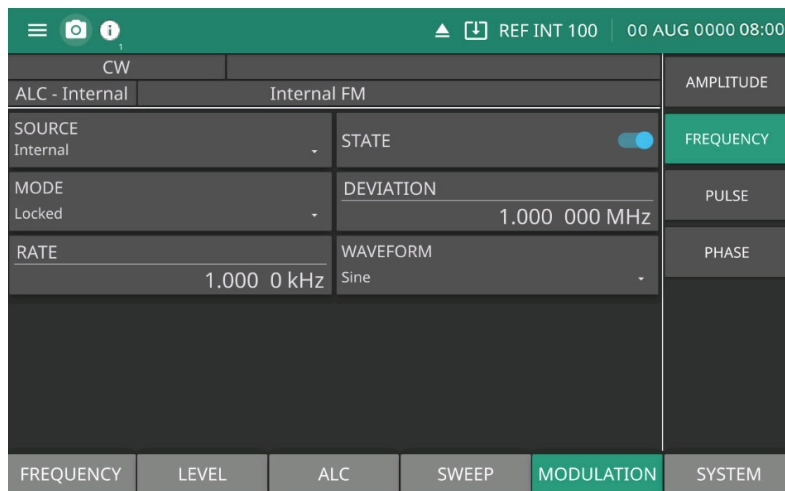 REF INT 100 00 AUG 0000 08:00
1
CW
ALC - Internal Internal FM
AMPLITUDE
SOURCE
Internal
STATE
FREQUENCY
MODE
Locked
DEVIATION
1.000 000 MHz
PULSE
RATE
1.000 0 kHz
WAVEFORM
Sine
PHASE
FREQUENCY LEVEL ALC SWEEP MODULATION SYSTEM